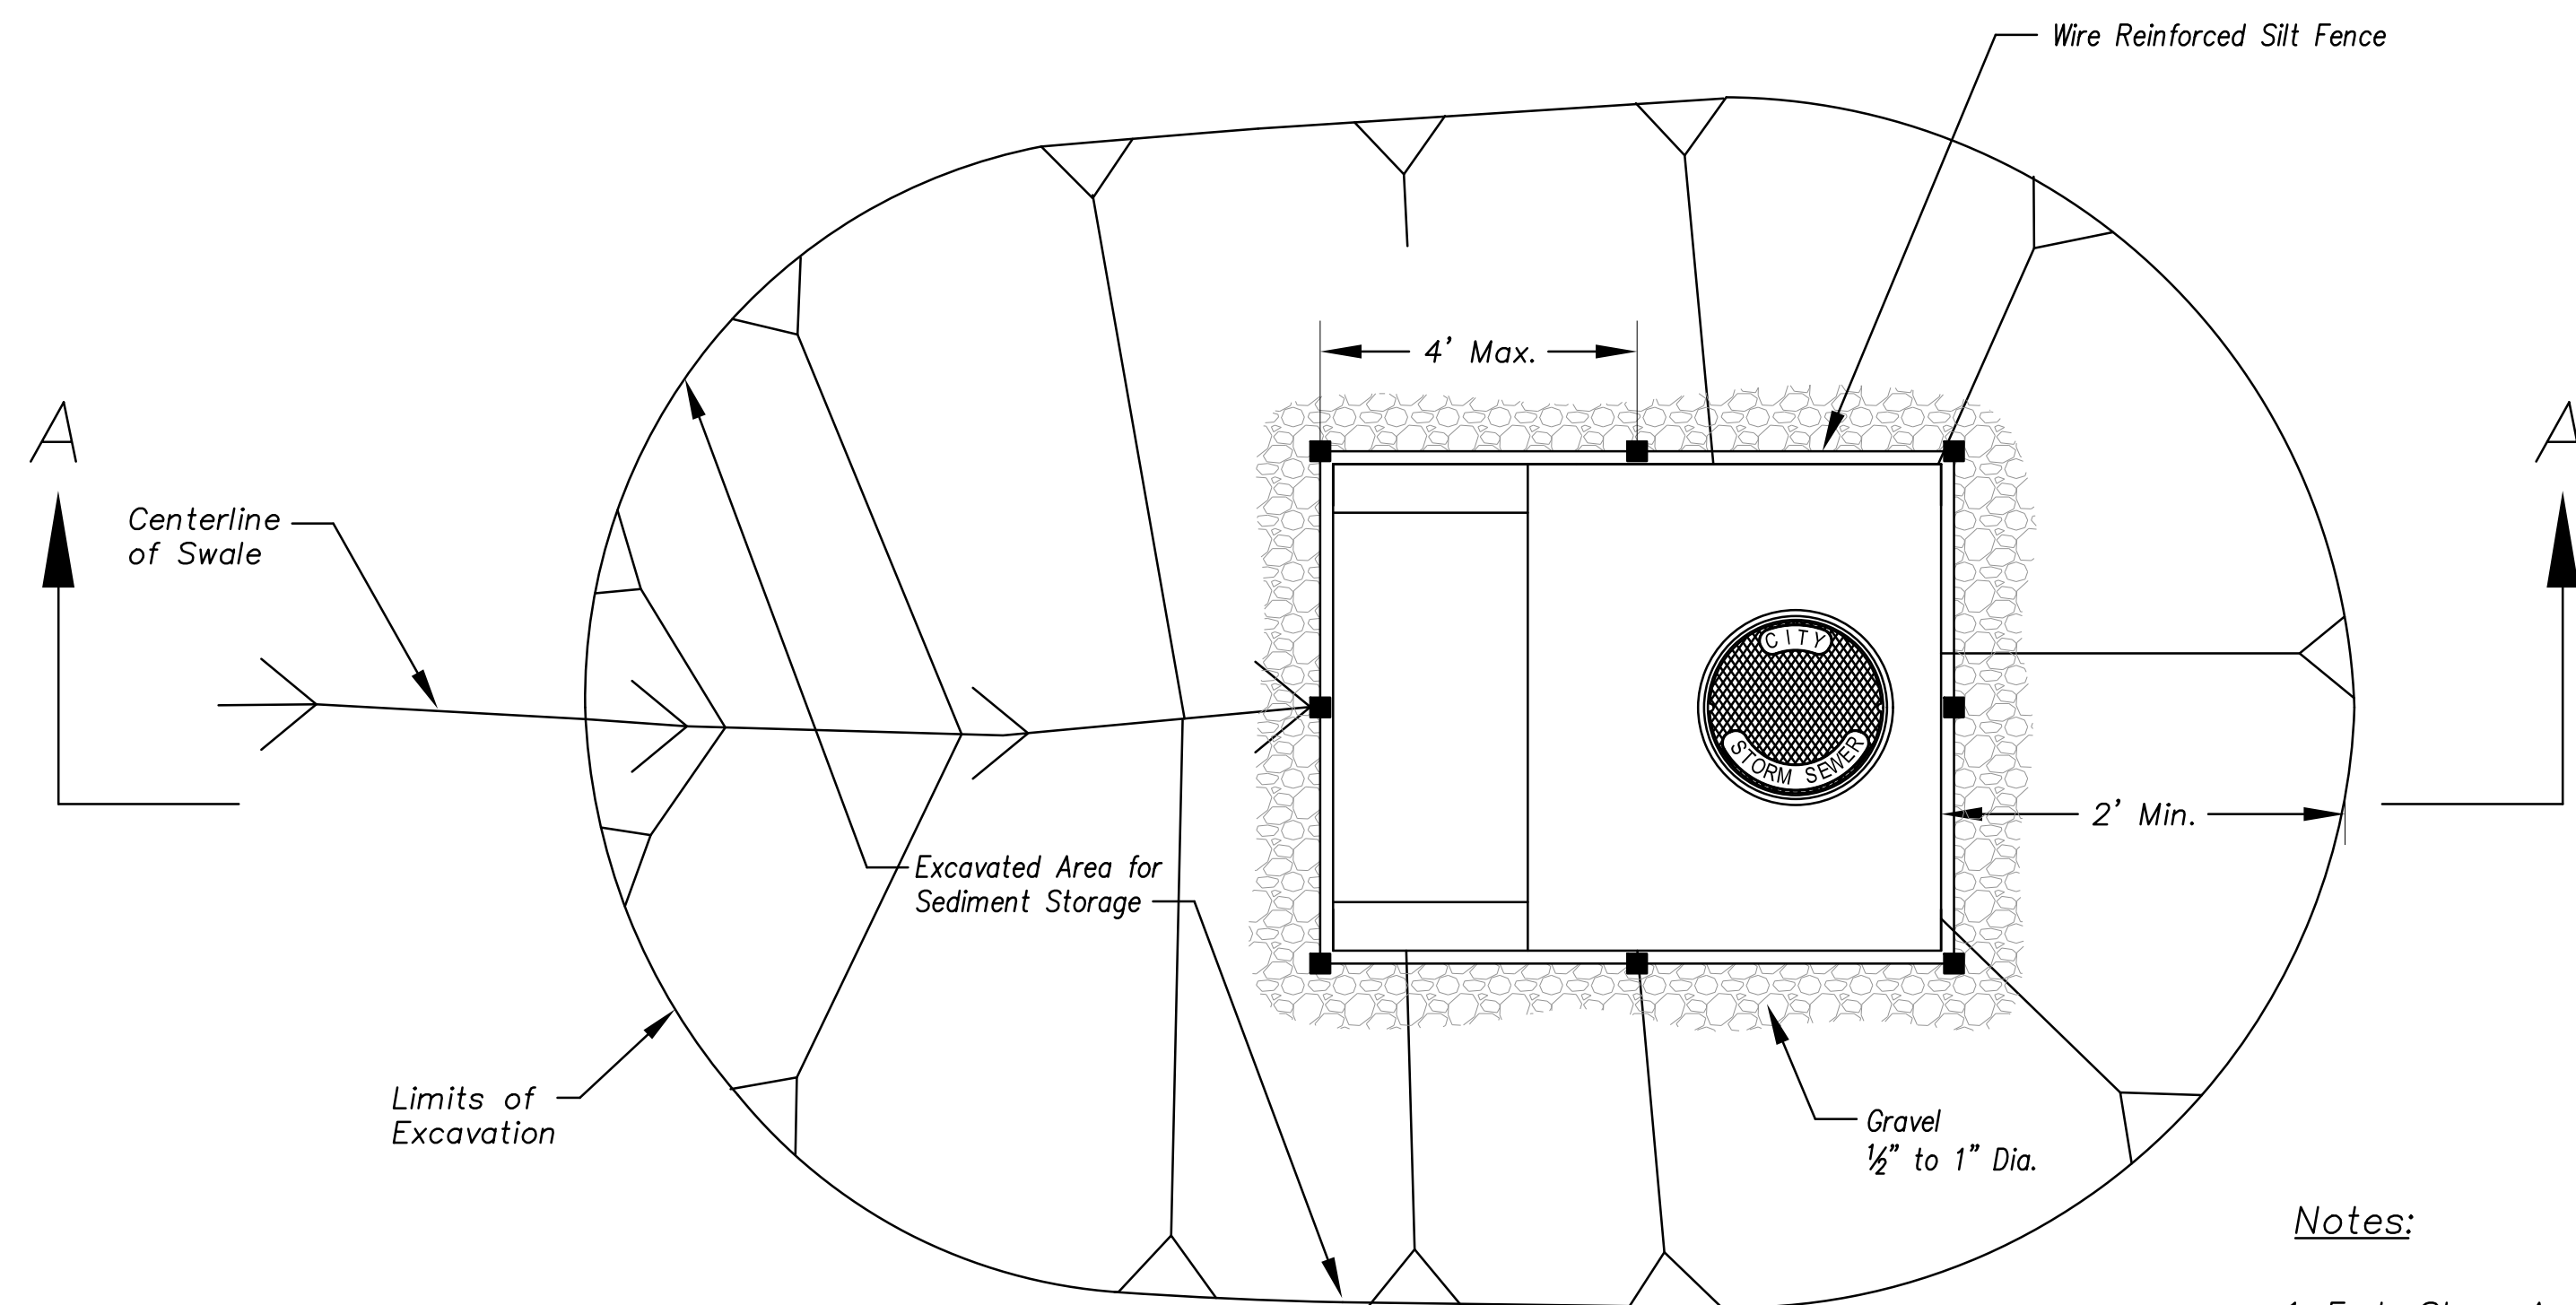 Wire Reinforced Silt Fence
4' Max.
A
A
Centerline
of Swale
CITY
STORM SEWER
2' Min.
Excavated Area for
Sediment Storage
Limits of
Excavation
Gravel
½" to 1" Dia.
Notes: